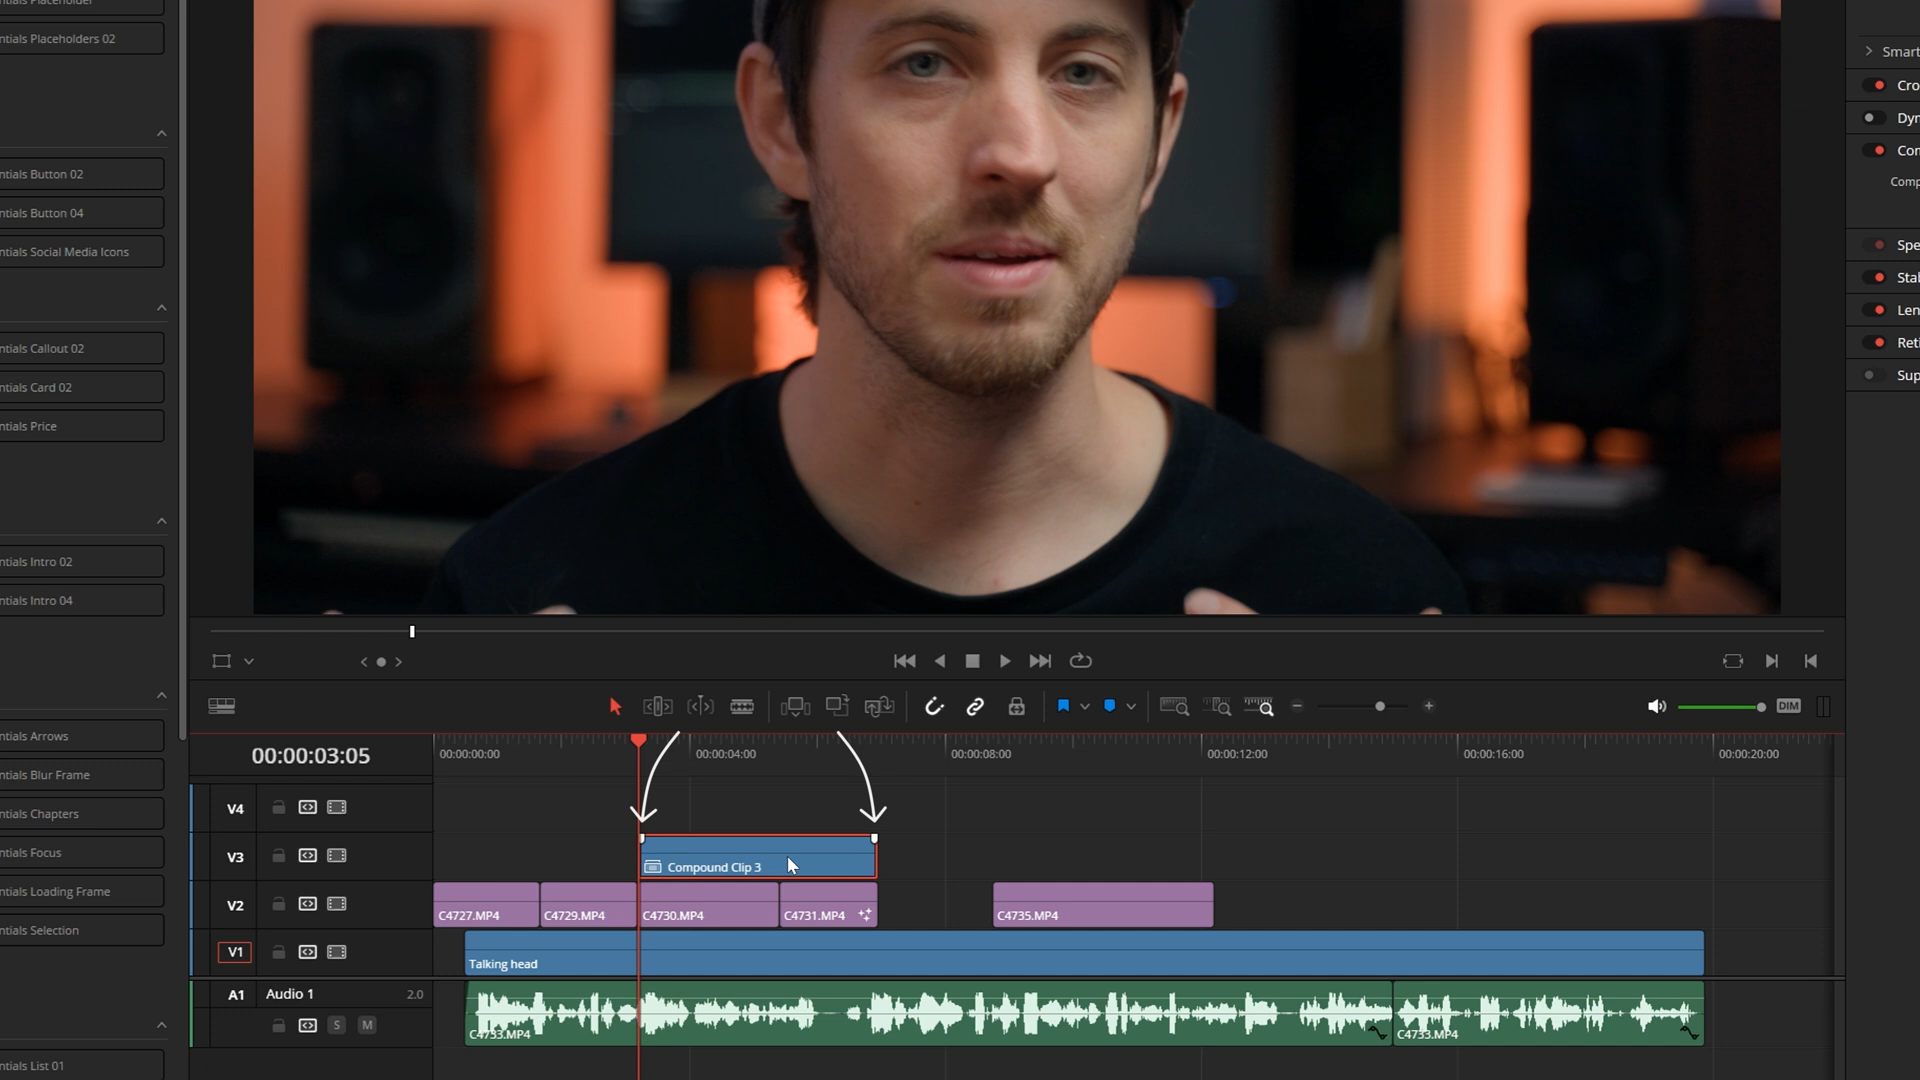 ntials Placeholder
ntials Placeholders 02
ntials Button 02
ntials Button 04
ntials Social Media Icons
ntials Callout 02
ntials Card 02
ntials Price
ntials Intro 02
ntials Intro 04
ntials Arrows
ntials Blur Frame
ntials Chapters
ntials Focus
ntials Loading Frame
ntials Selection
ntials List 01
Smart
Cro
Dyn
Com
Comp
Spe
Stab
Len
Reti
Sup
DIM
00:00:03:05
00:00:00:00
00:00:04:00
00:00:08:00
00:00:12:00
00:00:16:00
00:00:20:00
V4
V3
Compound Clip 3
V2
C4727.MP4
C4729.MP4
C4730.MP4
C4731.MP4
C4735.MP4
V1
Talking head
A1
Audio 1
2.0
S
M
C4733.MP4
C4733.MP4